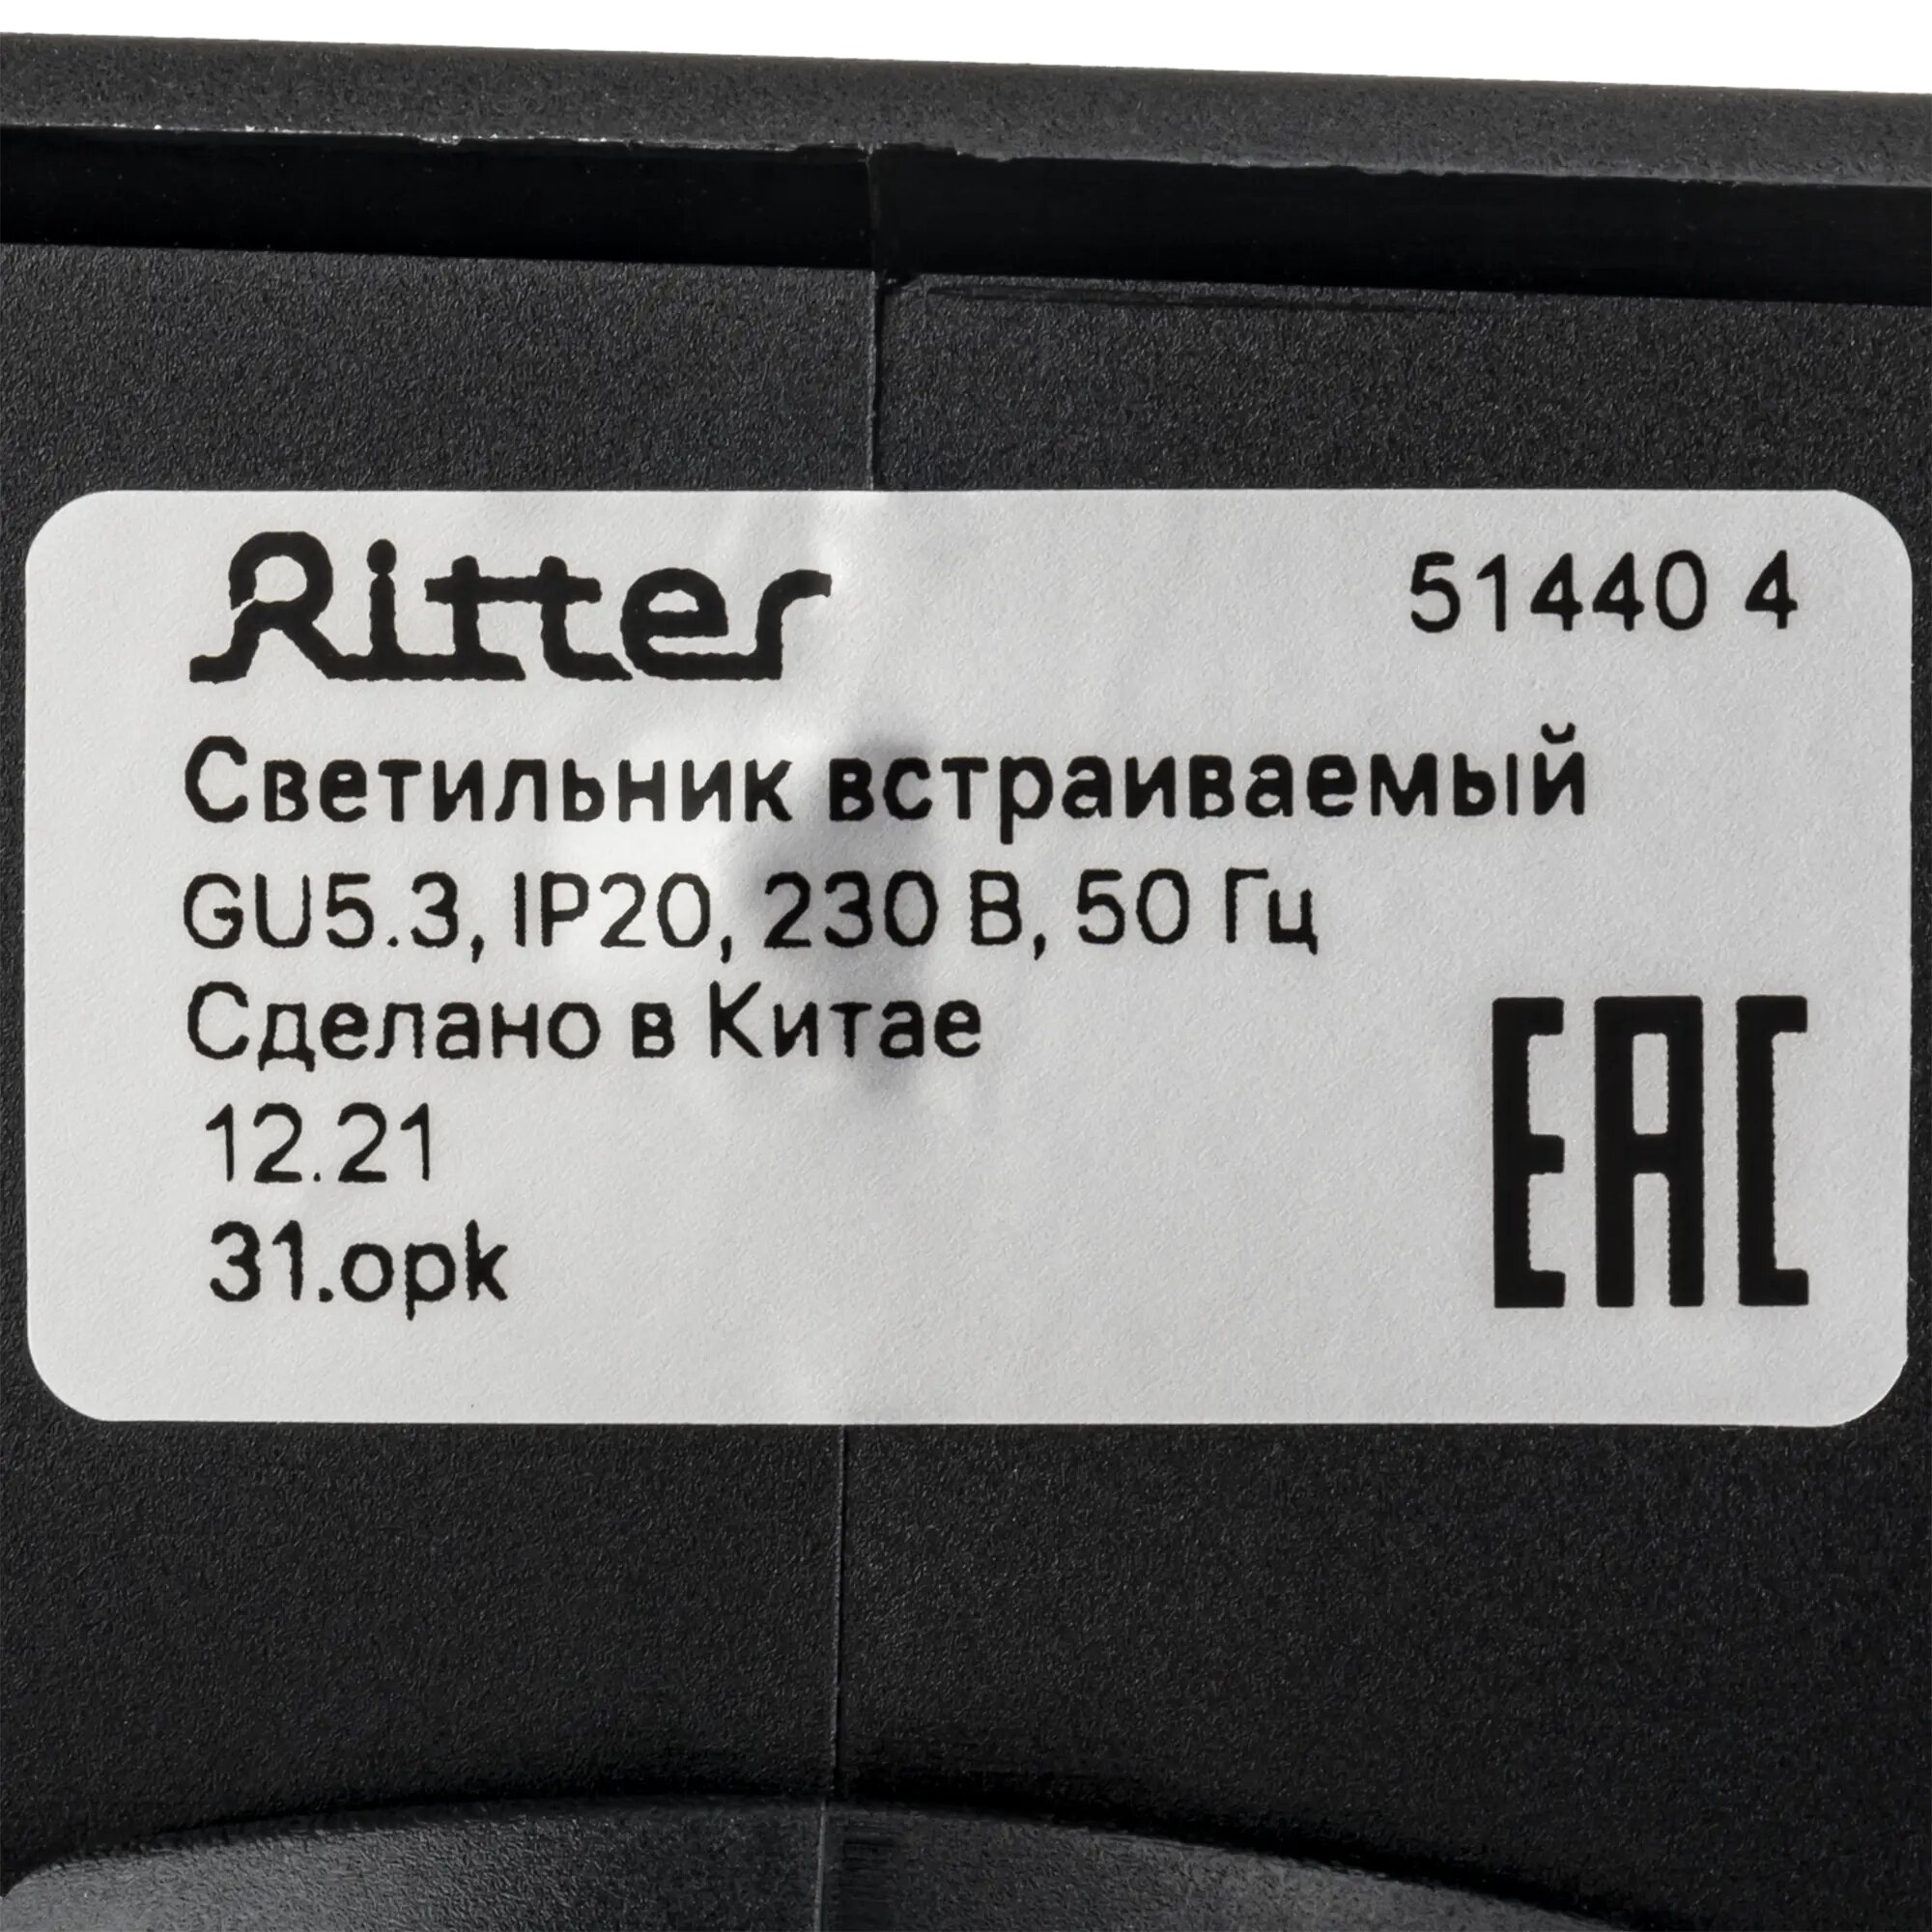 Ritter 51440 4
Светильник встраиваемый
GU5.3, IP20, 230 В, 50 Гц
Сделано в Китае
12.21
31.opk
EAC